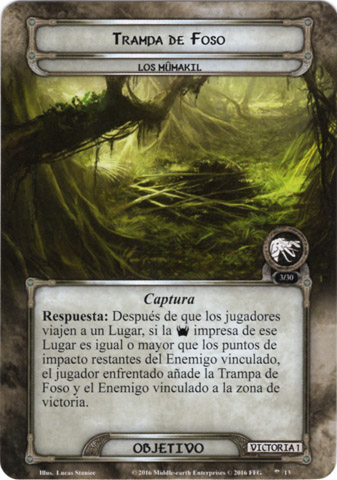 Trampa de Foso
Los Mûmakil
3/30
Captura
Respuesta: Después de que los jugadores
viajen a un Lugar, si la impresa de ese
Lugar es igual o mayor que los puntos de
impacto restantes del Enemigo vinculado,
el jugador enfrentado añade la Trampa de
Foso y el Enemigo vinculado a la zona de
victoria.
Objetivo
Victoria 1
Illus. Lucas Staniec © 2016 Middle-earth Enterprises © 2016 FFG 13